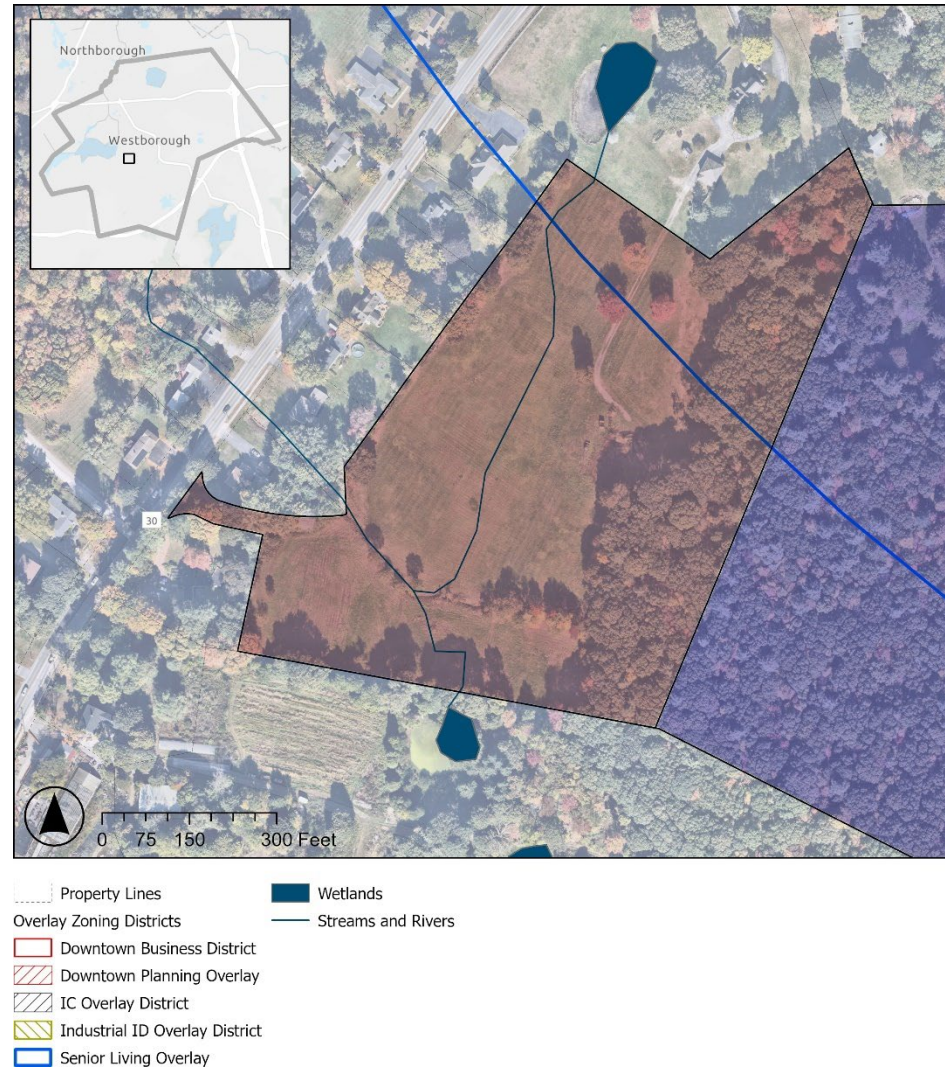 Northborough
Westborough
30
0 75 150 300 Feet
Property Lines
Overlay Zoning Districts
Downtown Business District
Downtown Planning Overlay
IC Overlay District
Industrial ID Overlay District
Senior Living Overlay
Wetlands
Streams and Rivers